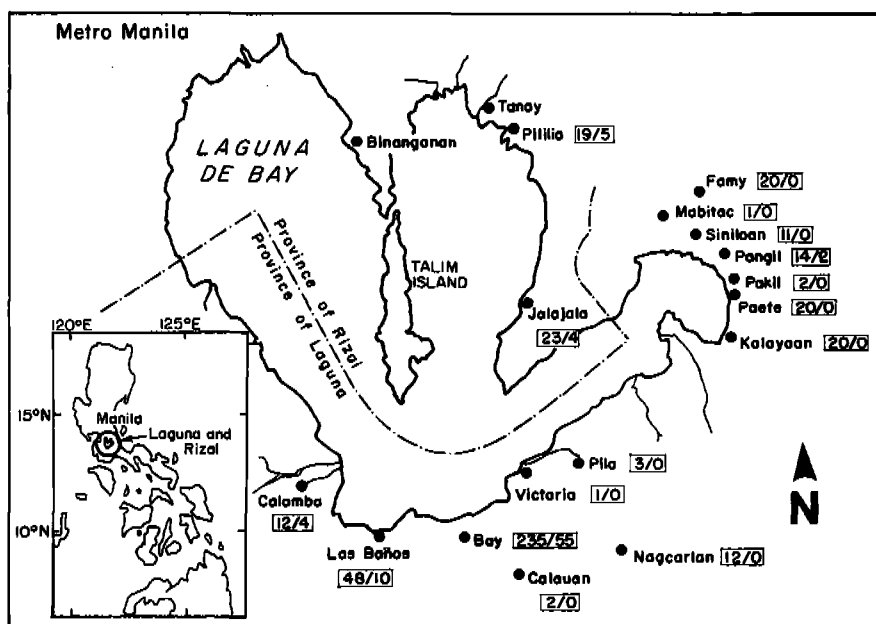 Metro Manila
Tanay
Pililia 19/5
Binangonan
LAGUNA
DE BAY
Famy 20/0
Mabitac 1/0
Siniloan 11/0
Pangil 14/2
Pakil 2/0
Paete 20/0
Kalayaan 20/0
TALIM
ISLAND
Province of Rizal
Province of Laguna
Jalajala
23/4
120°E
125°E
15°N
10°N
Manila
Laguna and
Rizal
Pila 3/0
Victoria 1/0
Calamba
12/4
Los Baños
48/10
Bay 235/55
Calauan
2/0
Nagcarlan 12/0
N